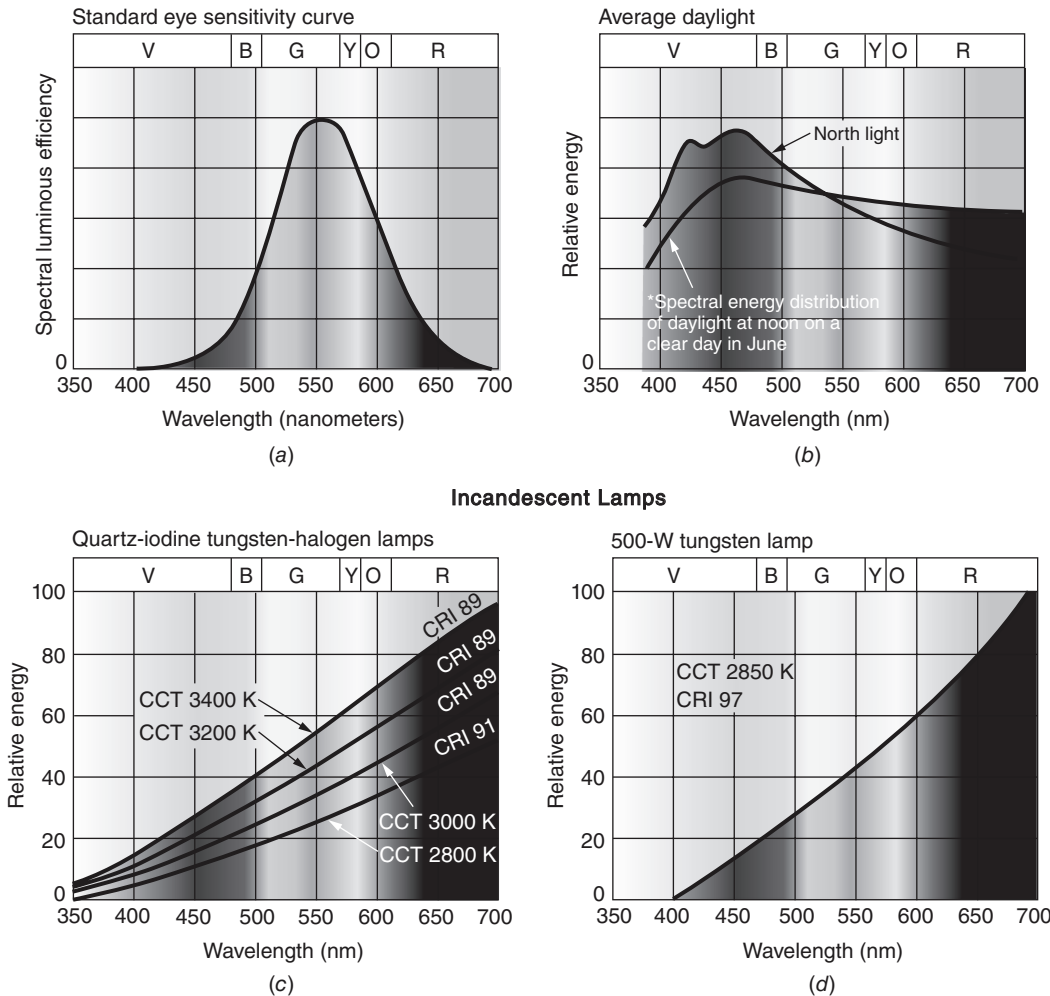 Standard eye sensitivity curve
V B G Y O R
Spectral luminous efficiency
0
350 400 450 500 550 600 650 700
Wavelength (nanometers)
(a)
Average daylight
V B G Y O R
Relative energy
North light
*Spectral energy distribution
of daylight at noon on a
clear day in June
0
350 400 450 500 550 600 650 700
Wavelength (nm)
(b)
Incandescent Lamps
Quartz-iodine tungsten-halogen lamps
V B G Y O R
Relative energy
100
80
60
40
20
0
CRI 89
CRI 89
CRI 89
CRI 91
CCT 3400 K
CCT 3200 K
CCT 3000 K
CCT 2800 K
350 400 450 500 550 600 650 700
Wavelength (nm)
(c)
500-W tungsten lamp
V B G Y O R
Relative energy
100
80
60
40
20
0
CCT 2850 K
CRI 97
350 400 450 500 550 600 650 700
Wavelength (nm)
(d)